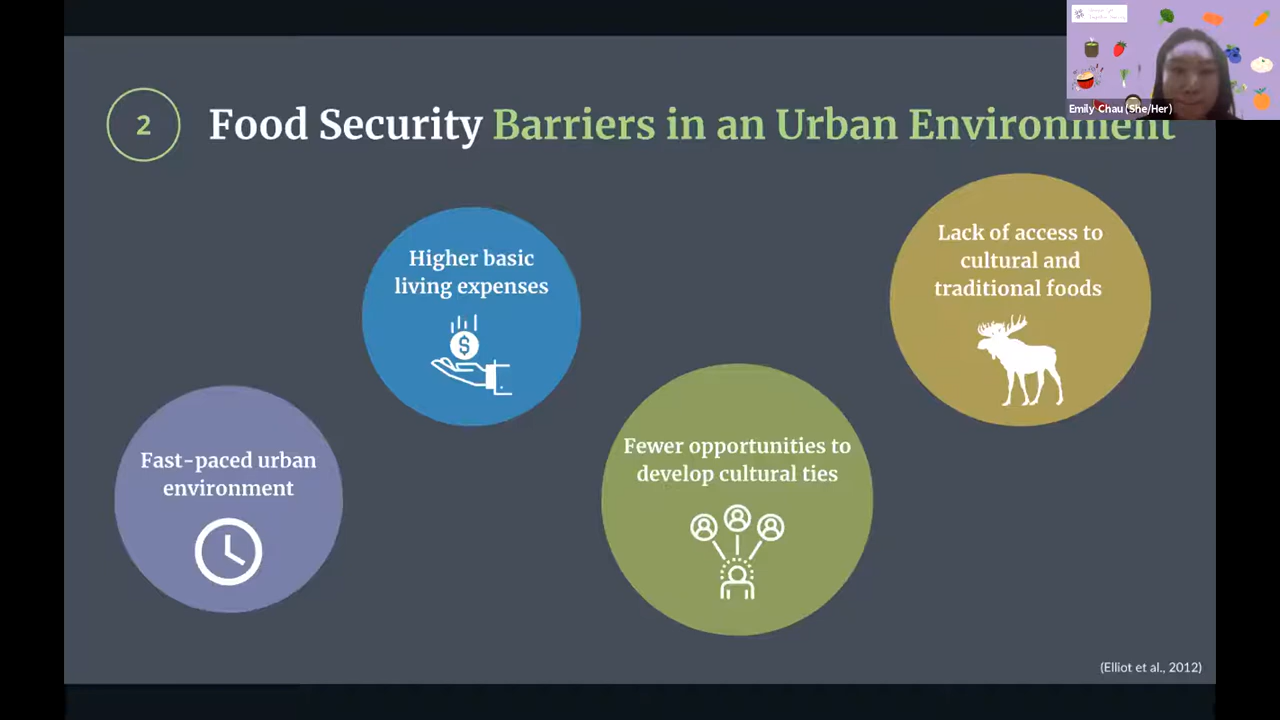 2
Food Security Barriers in an Urban Environment
Emily Chau (She/Her)
Higher basic
living expenses
$
Lack of access to
cultural and
traditional foods
Fast-paced urban
environment
Fewer opportunities to
develop cultural ties
(Elliot et al., 2012)